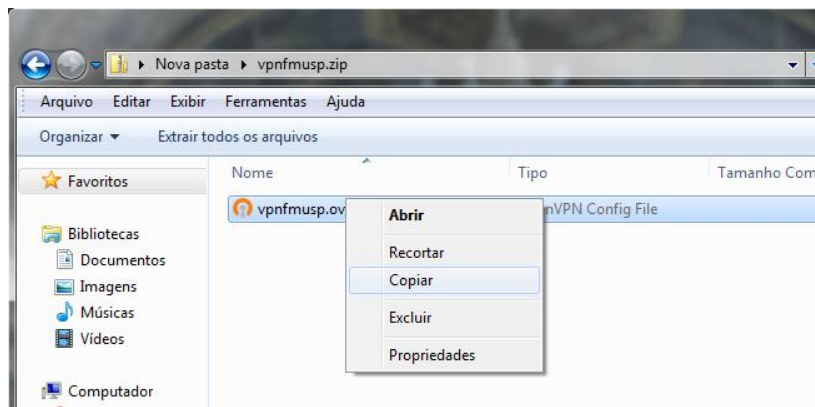 Nova pasta vpnfmusp.zip
Arquivo Editar Exibir Ferramentas Ajuda
Organizar Extrair todos os arquivos
Favoritos
Bibliotecas
Documentos
Imagens
Músicas
Vídeos
Computador
Nome Tipo Tamanho Com
vpnfmusp.ov nVPN Config File
Abrir
Recortar
Copiar
Excluir
Propriedades